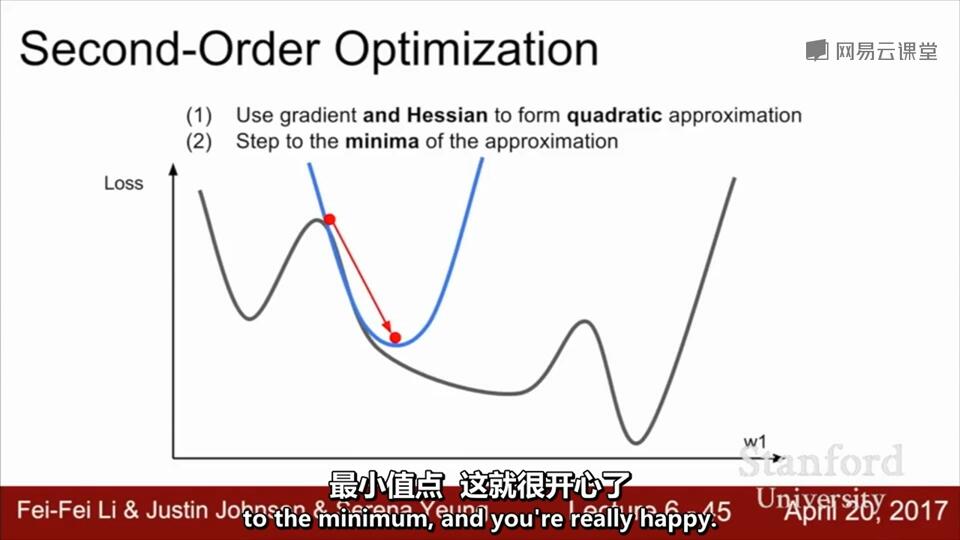 Second-Order Optimization
网易云课堂
(1) Use gradient and Hessian to form quadratic approximation
(2) Step to the minima of the approximation
Loss
w1
Stanford
University
最小值点 这就很开心了
Fei-Fei Li & Justin Johnson & Serena Yeung
Lecture 6 - 45
April 20, 2017
to the minimum, and you're really happy.